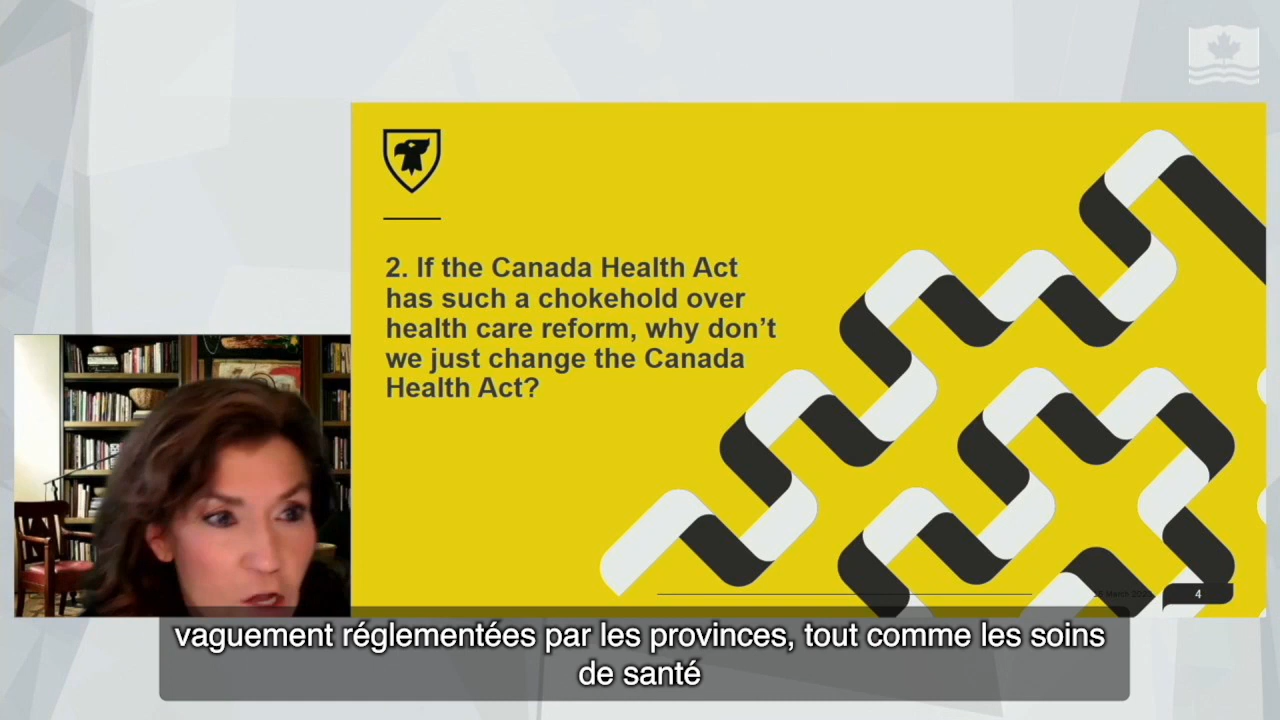 2. If the Canada Health Act
has such a chokehold over
health care reform, why don't
we just change the Canada
Health Act?
4
vaguement réglementées par les provinces, tout comme les soins
de santé